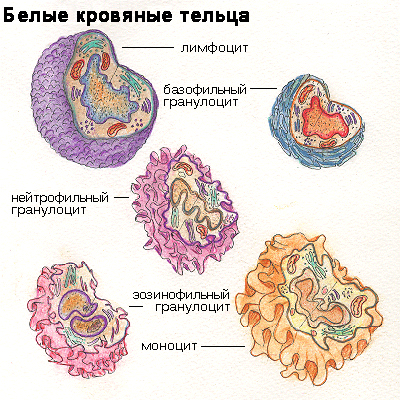 Белые кровяные тельца
лимфоцит
базофильный
гранулоцит
нейтрофильный
гранулоцит
эозинофильный
гранулоцит
моноцит